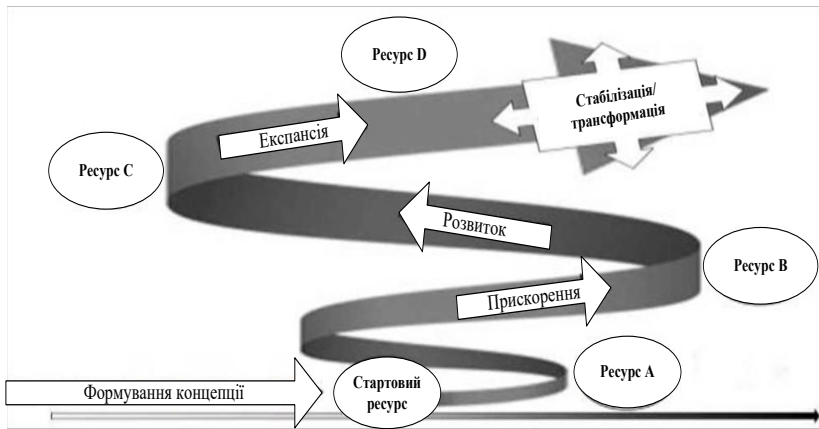 Ресурс D
Стабілізація/
трансформація
Експансія
Ресурс С
Розвиток
Ресурс В
Прискорення
Ресурс А
Стартовий
ресурс
Формування концепції